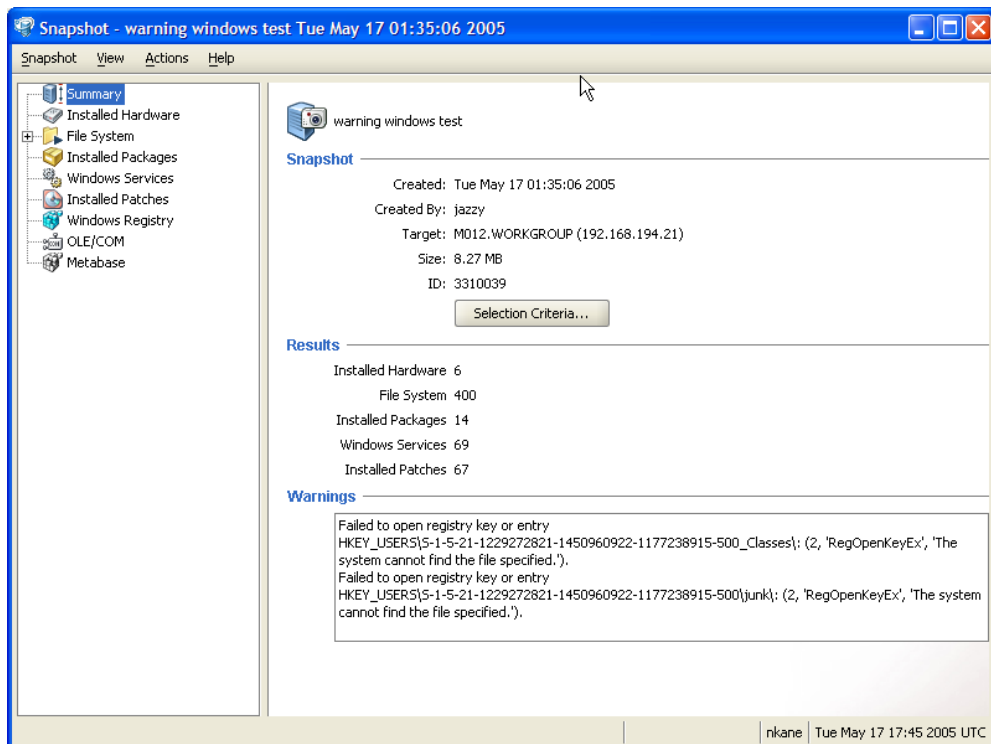 Snapshot - warning windows test Tue May 17 01:35:06 2005
Snapshot View Actions Help
Summary
Installed Hardware
File System
Installed Packages
Windows Services
Installed Patches
Windows Registry
OLE/COM
Metabase
warning windows test
Snapshot
Created: Tue May 17 01:35:06 2005
Created By: jazzy
Target: M012.WORKGROUP (192.168.194.21)
Size: 8.27 MB
ID: 3310039
Selection Criteria...
Results
Installed Hardware 6
File System 400
Installed Packages 14
Windows Services 69
Installed Patches 67
Warnings
Failed to open registry key or entry
HKEY_USERS\S-1-5-21-1229272821-1450960922-1177238915-500_Classes\: (2, 'RegOpenKeyEx', 'The
system cannot find the file specified.').
Failed to open registry key or entry
HKEY_USERS\S-1-5-21-1229272821-1450960922-1177238915-500\junk\: (2, 'RegOpenKeyEx', 'The system
cannot find the file specified.').
nkane Tue May 17 17:45 2005 UTC